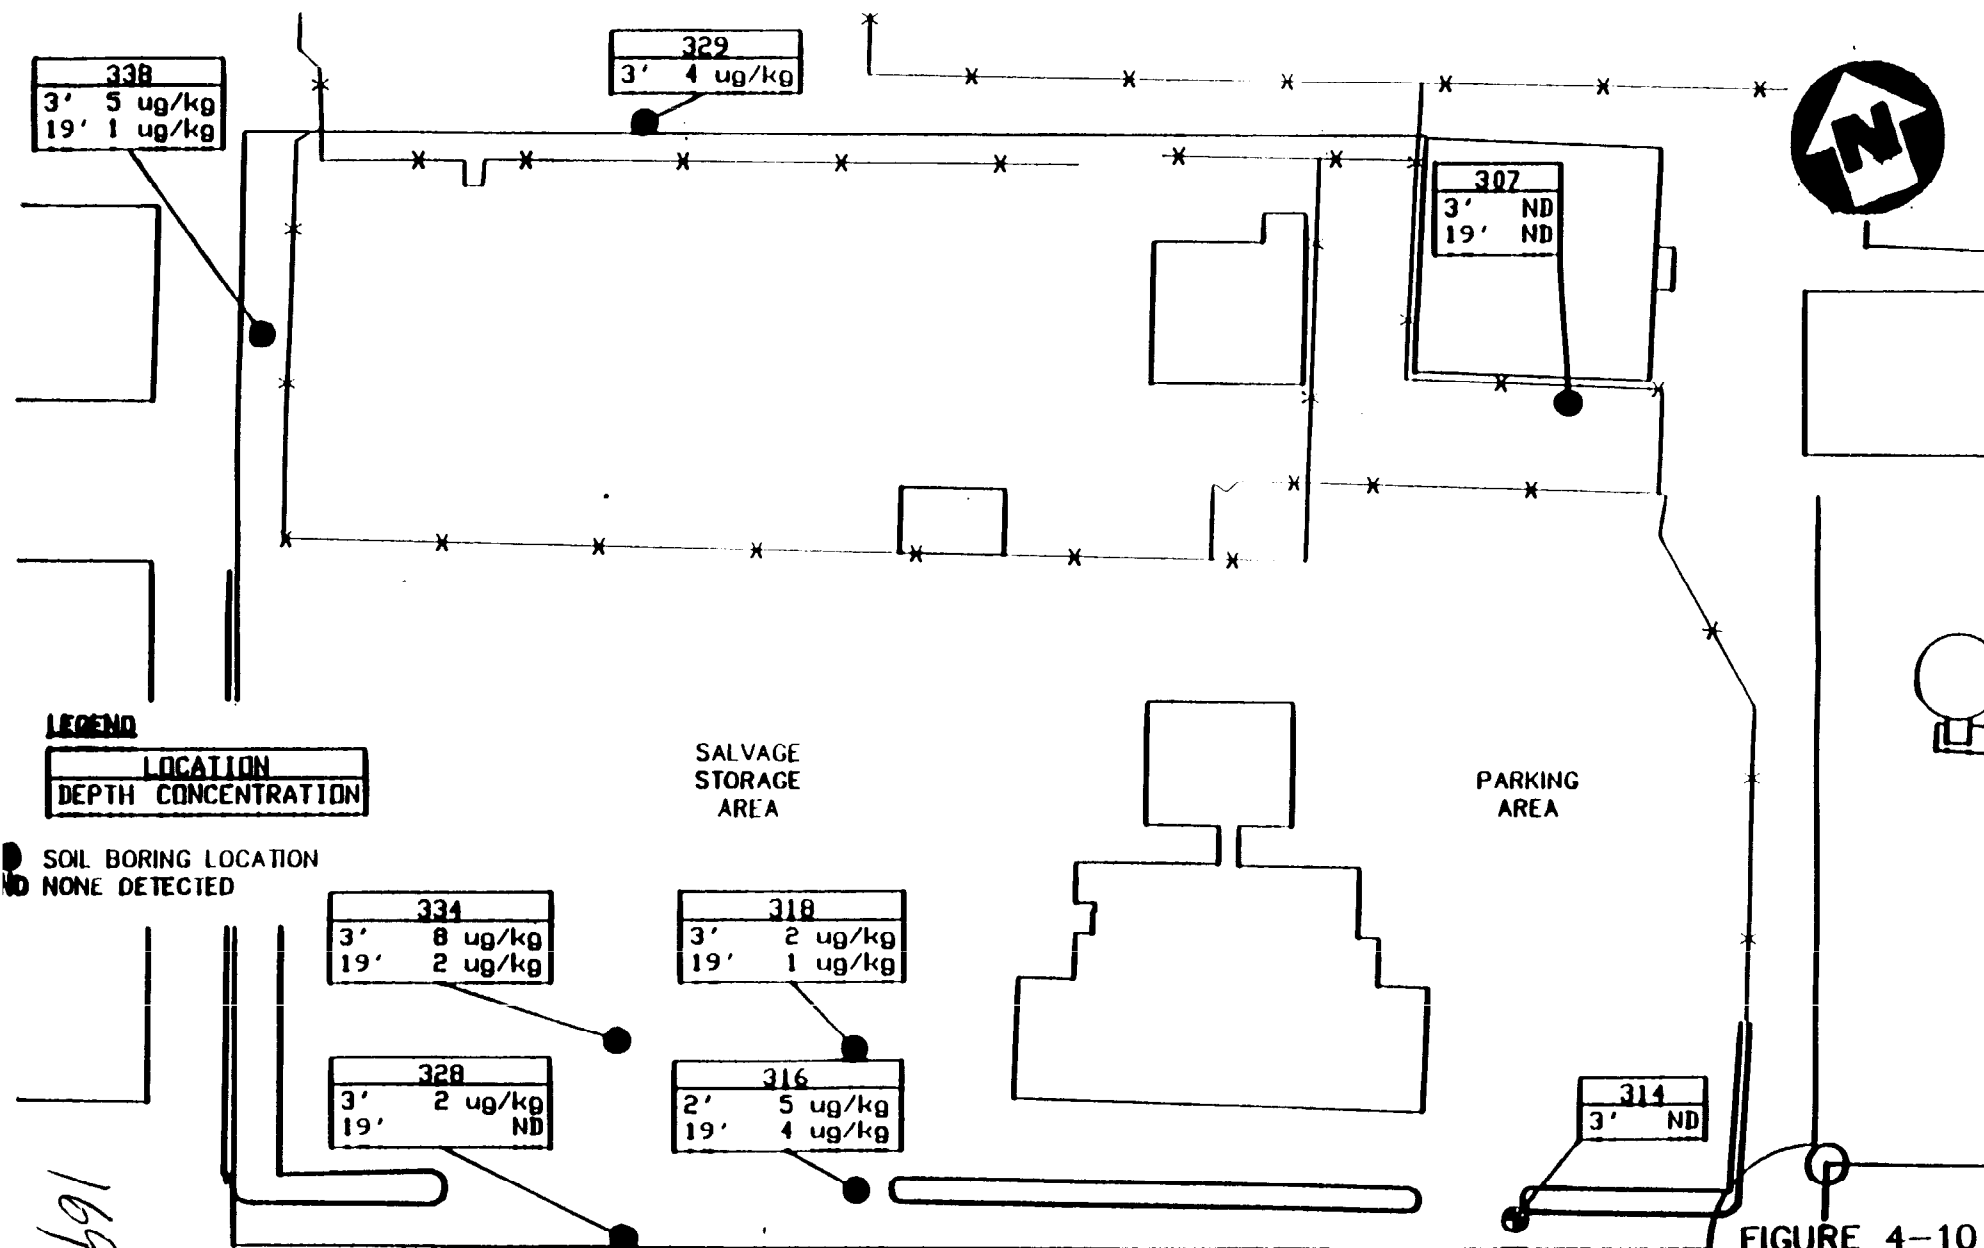 329
3' 4 ug/kg
338
3' 5 ug/kg
19' 1 ug/kg
N
307
3' ND
19' ND
LEGEND
LOCATION
DEPTH CONCENTRATION
SALVAGE
STORAGE
AREA
PARKING
AREA
SOIL BORING LOCATION
ND NONE DETECTED
334
3' 8 ug/kg
19' 2 ug/kg
318
3' 2 ug/kg
19' 1 ug/kg
328
3' 2 ug/kg
19' ND
316
2' 5 ug/kg
19' 4 ug/kg
314
3' ND
FIGURE 4-10